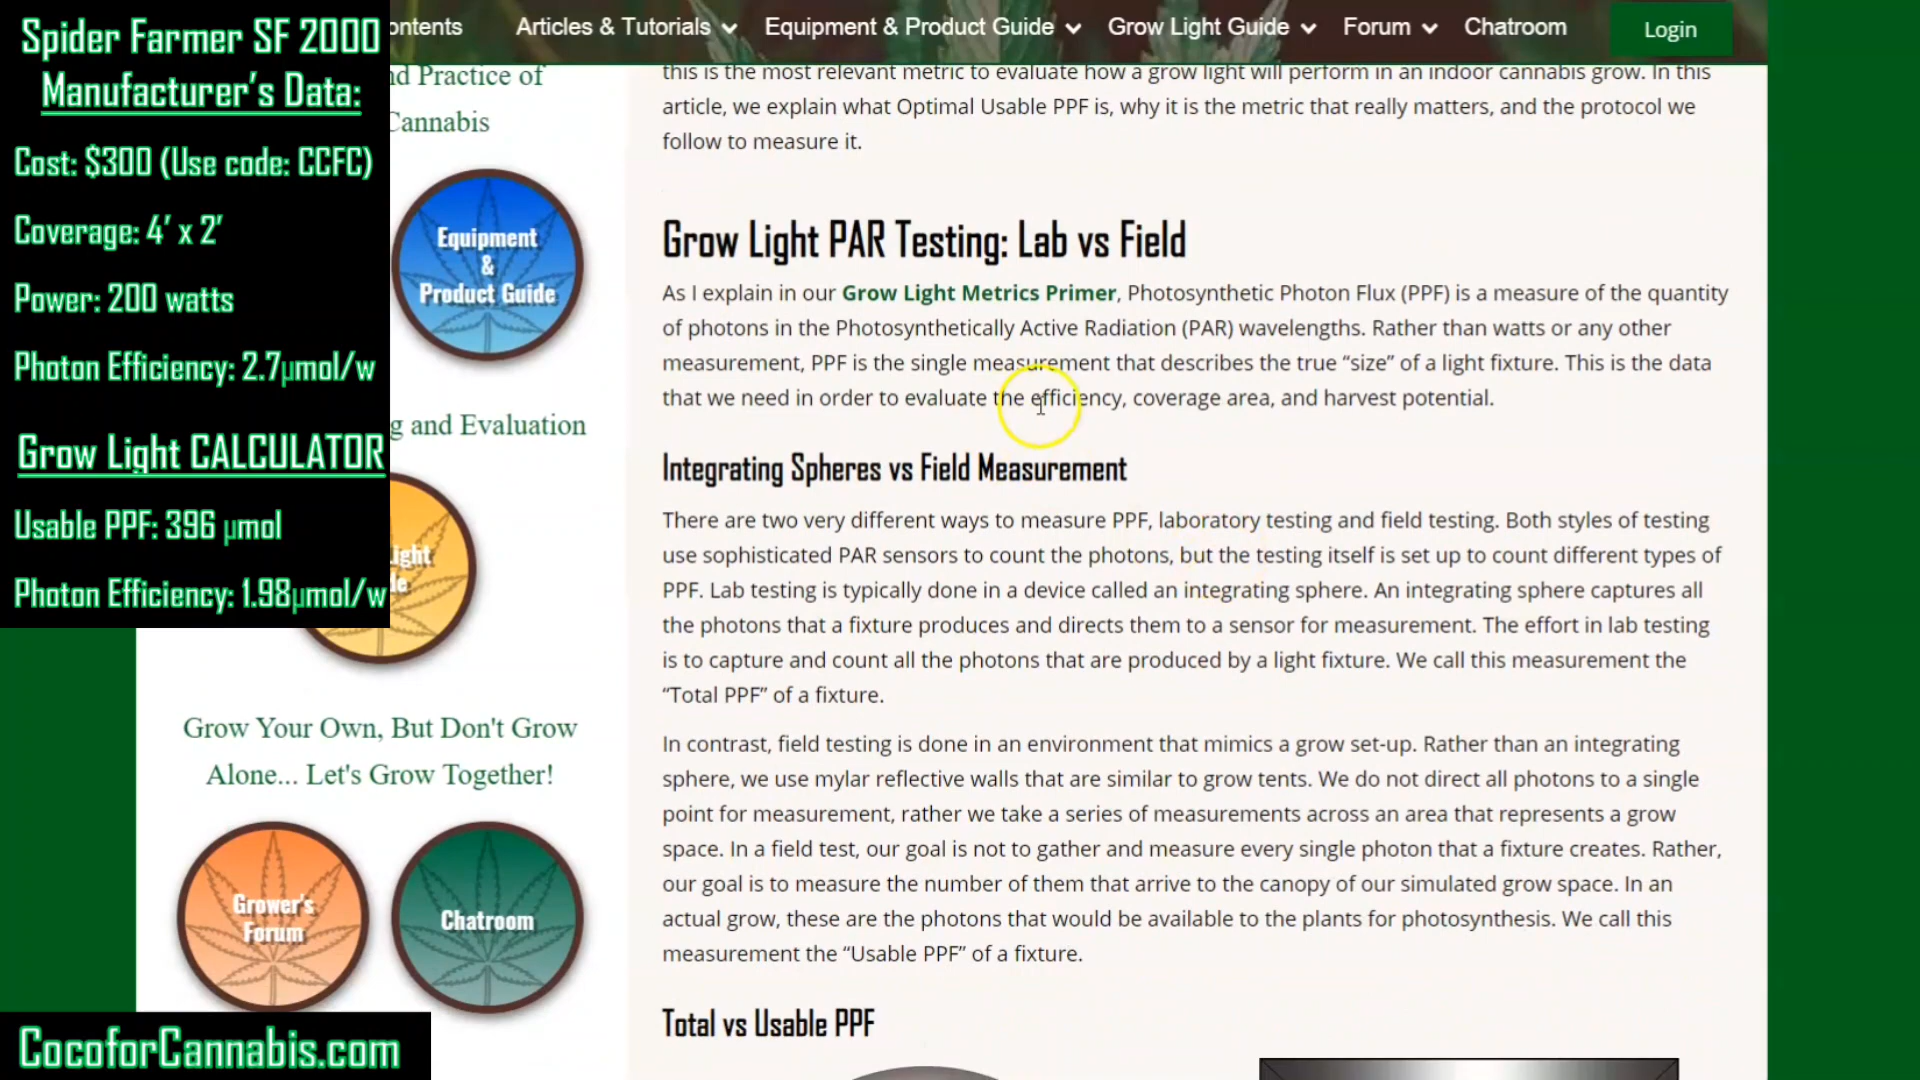 Spider Farmer SF 2000
Manufacturer's Data:
Cost: $300 (Use code: CCFC)
Coverage: 4' x 2'
Power: 200 watts
Photon Efficiency: 2.7μmol/w
Grow Light CALCULATOR
Usable PPF: 396 μmol
Photon Efficiency: 1.98μmol/w
ontents
Articles & Tutorials
Equipment & Product Guide
Grow Light Guide
Forum
Chatroom
Login
d Practice of
Cannabis
Equipment
&
Product Guide
g and Evaluation
ight
de
Grow Your Own, But Don't Grow
Alone... Let's Grow Together!
Grower's
Forum
Chatroom
CocoforCannabis.com
this is the most relevant metric to evaluate how a grow light will perform in an indoor cannabis grow. In this
article, we explain what Optimal Usable PPF is, why it is the metric that really matters, and the protocol we
follow to measure it.
Grow Light PAR Testing: Lab vs Field
As I explain in our Grow Light Metrics Primer, Photosynthetic Photon Flux (PPF) is a measure of the quantity
of photons in the Photosynthetically Active Radiation (PAR) wavelengths. Rather than watts or any other
measurement, PPF is the single measurement that describes the true “size” of a light fixture. This is the data
that we need in order to evaluate the efficiency, coverage area, and harvest potential.
Integrating Spheres vs Field Measurement
There are two very different ways to measure PPF, laboratory testing and field testing. Both styles of testing
use sophisticated PAR sensors to count the photons, but the testing itself is set up to count different types of
PPF. Lab testing is typically done in a device called an integrating sphere. An integrating sphere captures all
the photons that a fixture produces and directs them to a sensor for measurement. The effort in lab testing
is to capture and count all the photons that are produced by a light fixture. We call this measurement the
“Total PPF” of a fixture.
In contrast, field testing is done in an environment that mimics a grow set-up. Rather than an integrating
sphere, we use mylar reflective walls that are similar to grow tents. We do not direct all photons to a single
point for measurement, rather we take a series of measurements across an area that represents a grow
space. In a field test, our goal is not to gather and measure every single photon that a fixture creates. Rather,
our goal is to measure the number of them that arrive to the canopy of our simulated grow space. In an
actual grow, these are the photons that would be available to the plants for photosynthesis. We call this
measurement the “Usable PPF” of a fixture.
Total vs Usable PPF